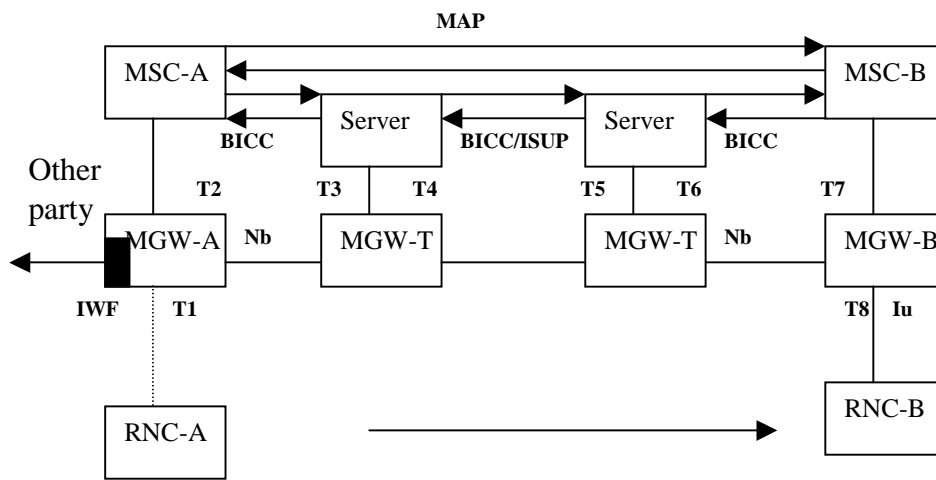 MAP
MSC-A
MSC-B
Server
Server
BICC
BICC/ISUP
BICC
Other
party
T2
T3
T4
T5
T6
T7
MGW-A
Nb
MGW-T
MGW-T
Nb
MGW-B
IWF
T1
T8
Iu
RNC-A
RNC-B